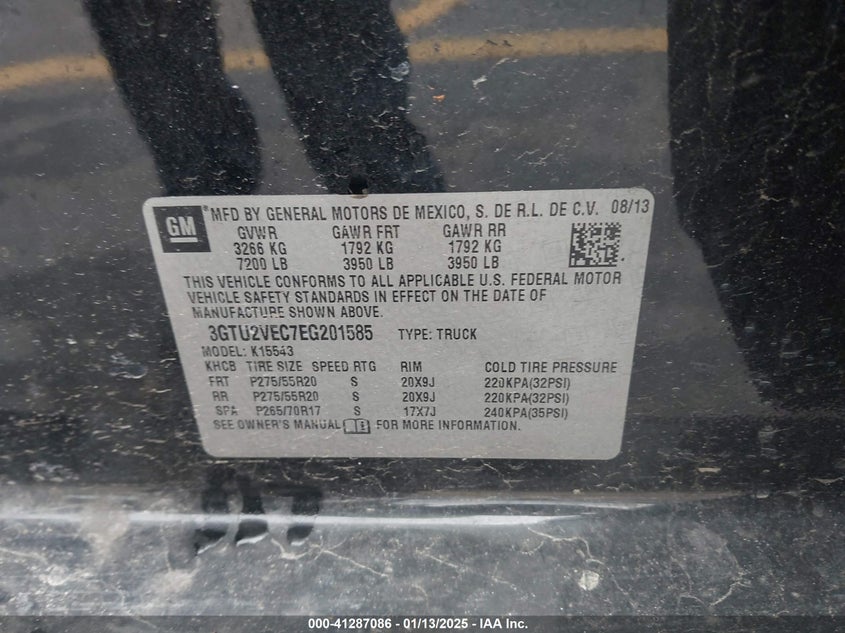 GM ® MFD BY GENERAL MOTORS DE MEXICO, S. DE R.L. DE C.V. 08/13
GVWR GAWR FRT GAWR RR
3266 KG 1792 KG 1792 KG
7200 LB 3950 LB 3950 LB
THIS VEHICLE CONFORMS TO ALL APPLICABLE U.S. FEDERAL MOTOR
VEHICLE SAFETY STANDARDS IN EFFECT ON THE DATE OF
MANUFACTURE SHOWN ABOVE.
3GTU2VEC7EG201585 TYPE: TRUCK
MODEL: K15543
KHCB TIRE SIZE SPEED RTG RIM COLD TIRE PRESSURE
FRT P275/55R20 S 20X9J 220KPA(32PSI)
RR P275/55R20 S 20X9J 220KPA(32PSI)
SPA P265/70R17 S 17X7J 240KPA(35PSI)
SEE OWNER'S MANUAL FOR MORE INFORMATION.
000-41287086 - 01/13/2025 - IAA Inc.